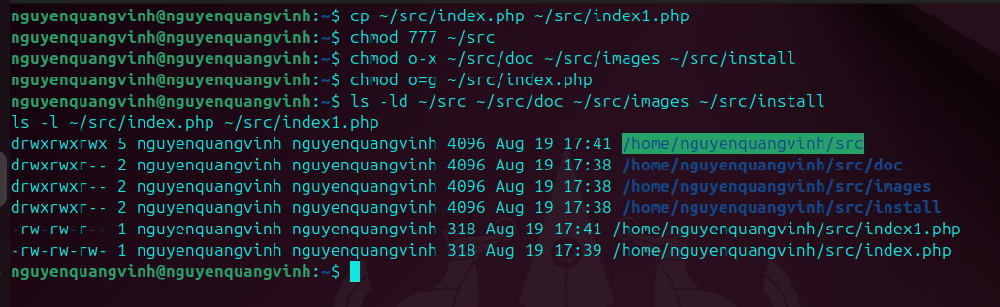 nguyenquangvinh@nguyenquangvinh:~$ cp ~/src/index.php ~/src/index1.php
nguyenquangvinh@nguyenquangvinh:~$ chmod 777 ~/src
nguyenquangvinh@nguyenquangvinh:~$ chmod o-x ~/src/doc ~/src/images ~/src/install
nguyenquangvinh@nguyenquangvinh:~$ chmod o=g ~/src/index.php
nguyenquangvinh@nguyenquangvinh:~$ ls -ld ~/src ~/src/doc ~/src/images ~/src/install
ls -l ~/src/index.php ~/src/index1.php
drwxrwxrwx 5 nguyenquangvinh nguyenquangvinh 4096 Aug 19 17:41 /home/nguyenquangvinh/src
drwxrwxr-- 2 nguyenquangvinh nguyenquangvinh 4096 Aug 19 17:38 /home/nguyenquangvinh/src/doc
drwxrwxr-- 2 nguyenquangvinh nguyenquangvinh 4096 Aug 19 17:38 /home/nguyenquangvinh/src/images
drwxrwxr-- 2 nguyenquangvinh nguyenquangvinh 4096 Aug 19 17:38 /home/nguyenquangvinh/src/install
-rw-rw-r-- 1 nguyenquangvinh nguyenquangvinh 318 Aug 19 17:41 /home/nguyenquangvinh/src/index1.php
-rw-rw-rw- 1 nguyenquangvinh nguyenquangvinh 318 Aug 19 17:39 /home/nguyenquangvinh/src/index.php
nguyenquangvinh@nguyenquangvinh:~$